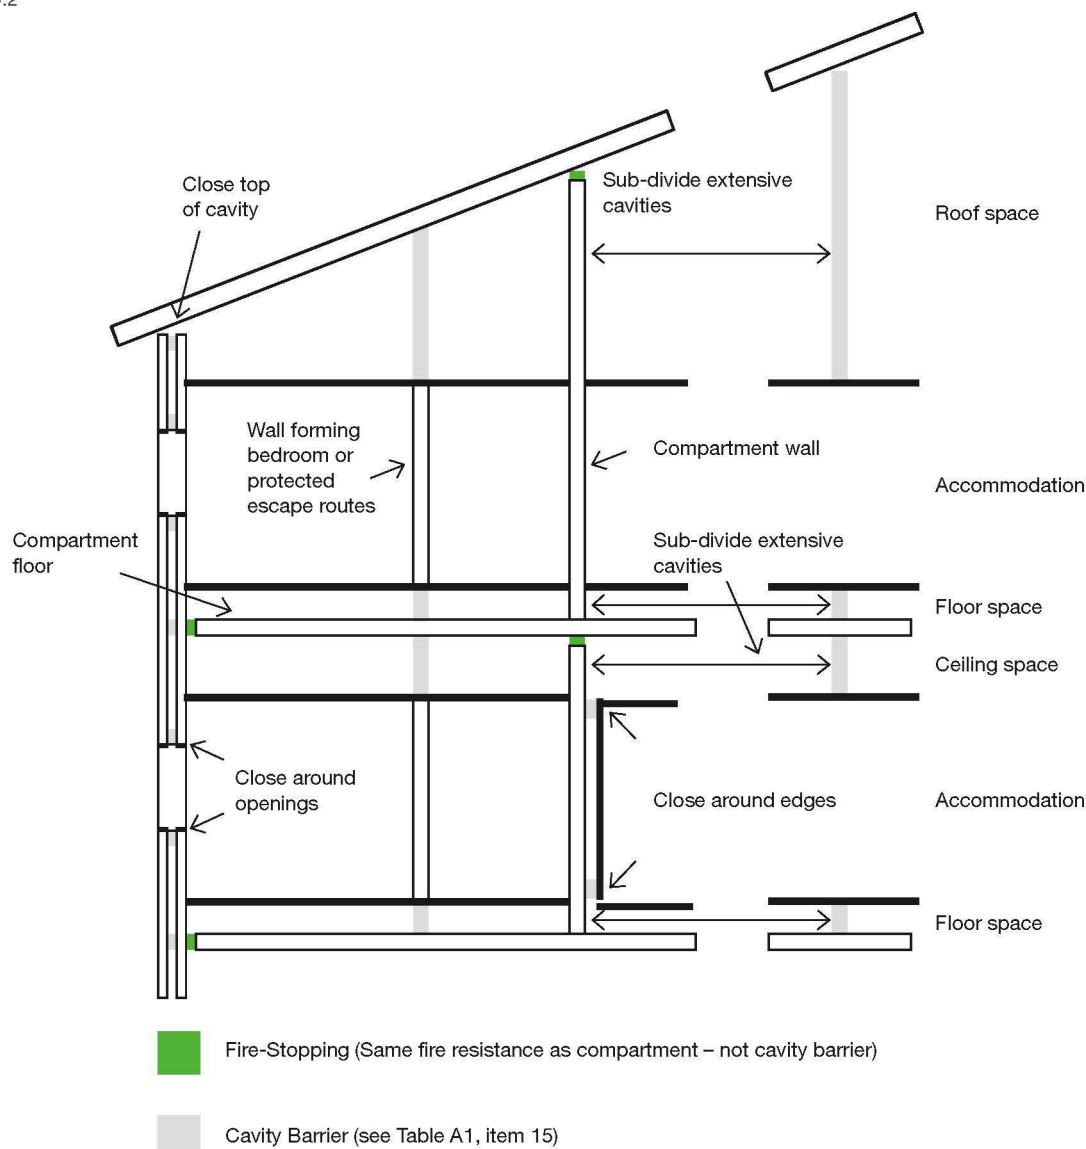 Close top
of cavity
Sub-divide extensive
cavities
Roof space
Wall forming
bedroom or
protected
escape routes
Compartment wall
Accommodation
Compartment
floor
Sub-divide extensive
cavities
Floor space
Ceiling space
Close around
openings
Close around edges
Accommodation
Floor space
Fire-Stopping (Same fire resistance as compartment – not cavity barrier)
Cavity Barrier (see Table A1, item 15)